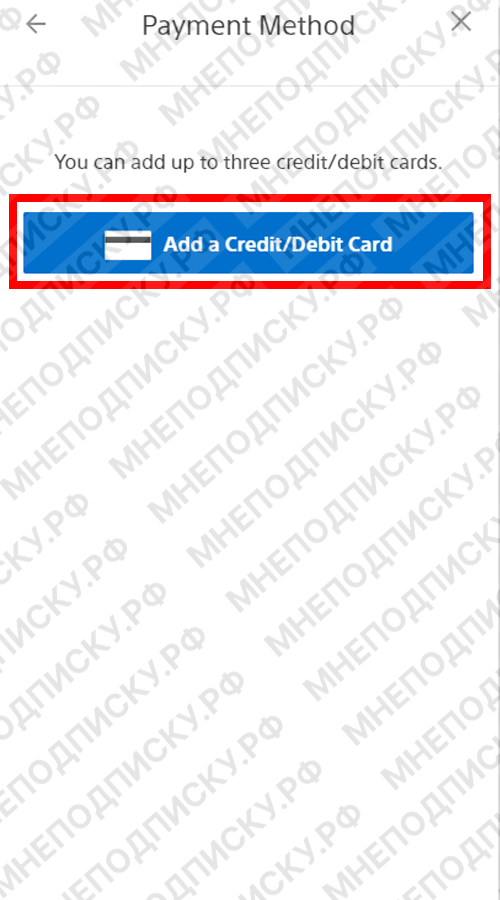 Payment Method
You can add up to three credit/debit cards.
Add a Credit/Debit Card
МНЕПОДПИСКУ.РФ